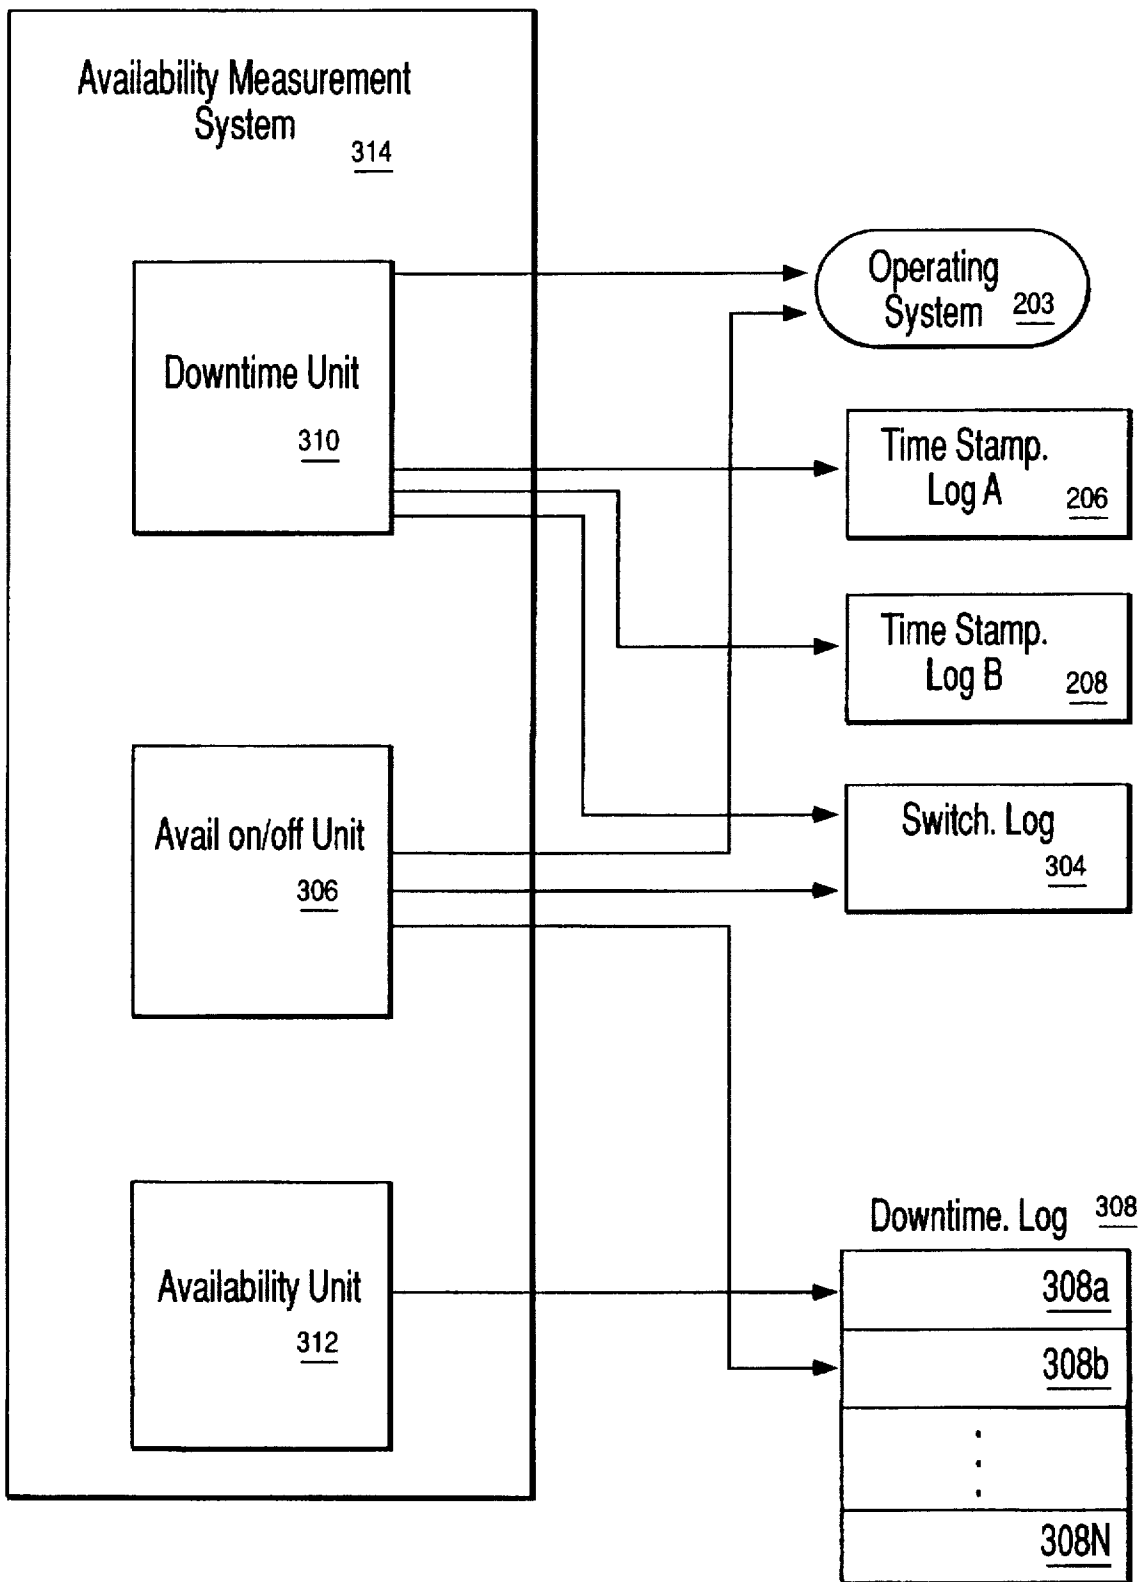 Availability Measurement
System
314
Operating
System 203
Downtime Unit
310
Time Stamp.
Log A 206
Time Stamp.
Log B 208
Avail on/off Unit
306
Switch. Log
304
Downtime. Log 308
Availability Unit
312
308a
308b
308N